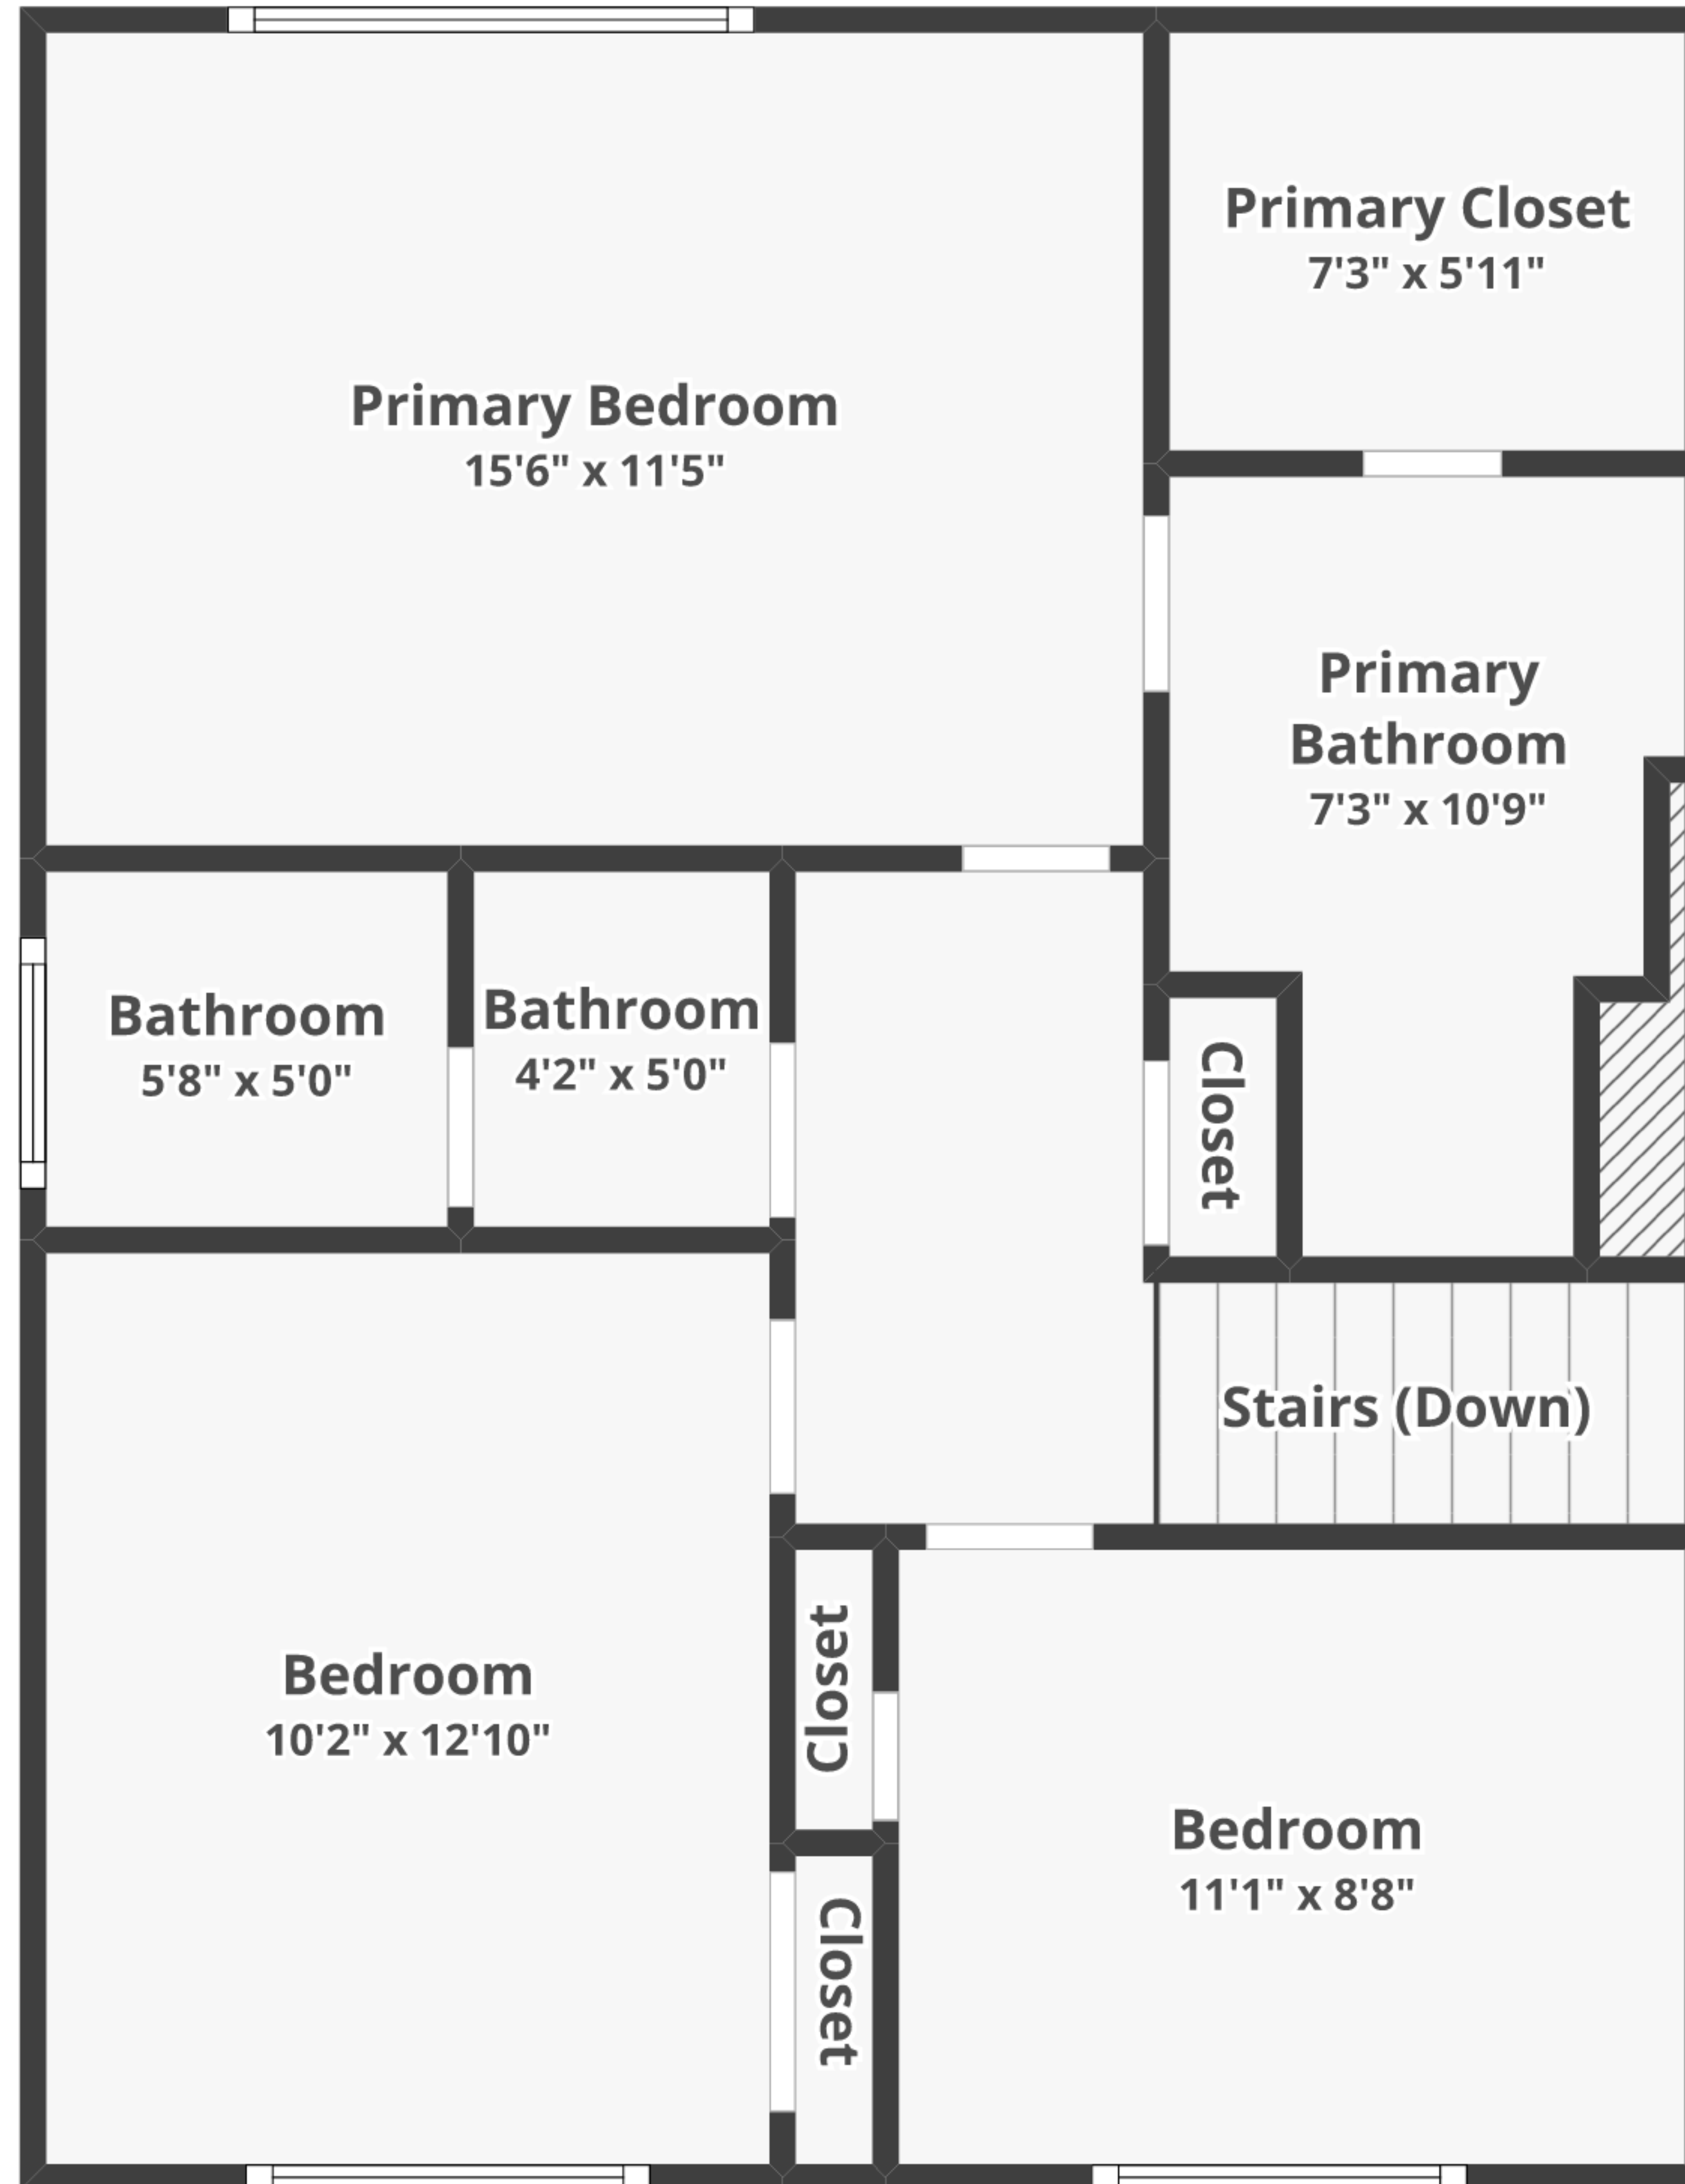 Primary Closet
7'3" x 5'11"
Primary Bedroom
15'6" x 11'5"
Primary
Bathroom
7'3" x 10'9"
Bathroom
5'8" x 5'0"
Bathroom
4'2" x 5'0"
Closet
Stairs (Down)
Closet
Bedroom
10'2" x 12'10"
Bedroom
11'1" x 8'8"
Closet